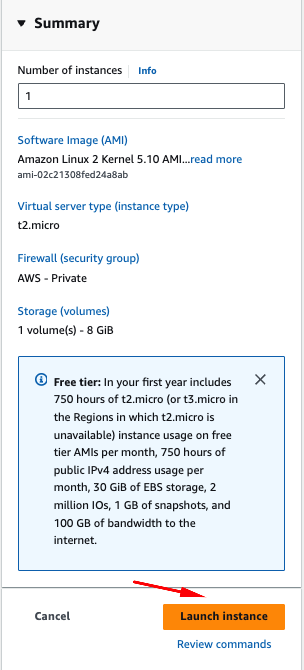 Summary
Number of instances Info
1
Software Image (AMI)
Amazon Linux 2 Kernel 5.10 AMI...read more
ami-02c21308fed24a8ab
Virtual server type (instance type)
t2.micro
Firewall (security group)
AWS - Private
Storage (volumes)
1 volume(s) - 8 GiB
Free tier: In your first year includes
750 hours of t2.micro (or t3.micro in
the Regions in which t2.micro is
unavailable) instance usage on free
tier AMIs per month, 750 hours of
public IPv4 address usage per
month, 30 GiB of EBS storage, 2
million IOs, 1 GB of snapshots, and
100 GB of bandwidth to the
internet.
Cancel Launch instance
Review commands